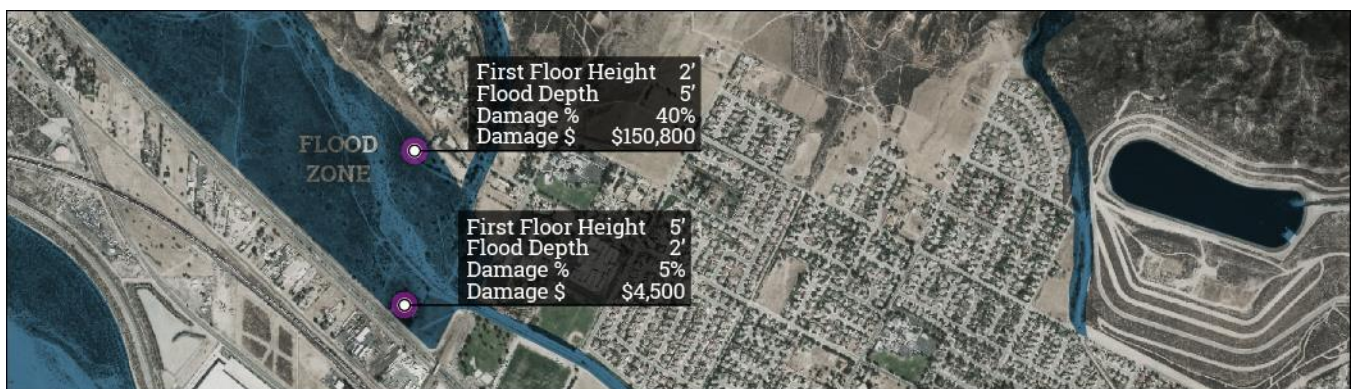 First Floor Height 2'
Flood Depth 5'
Damage % 40%
Damage $ $150,800
FLOOD
ZONE
First Floor Height 5'
Flood Depth 2'
Damage % 5%
Damage $ $4,500